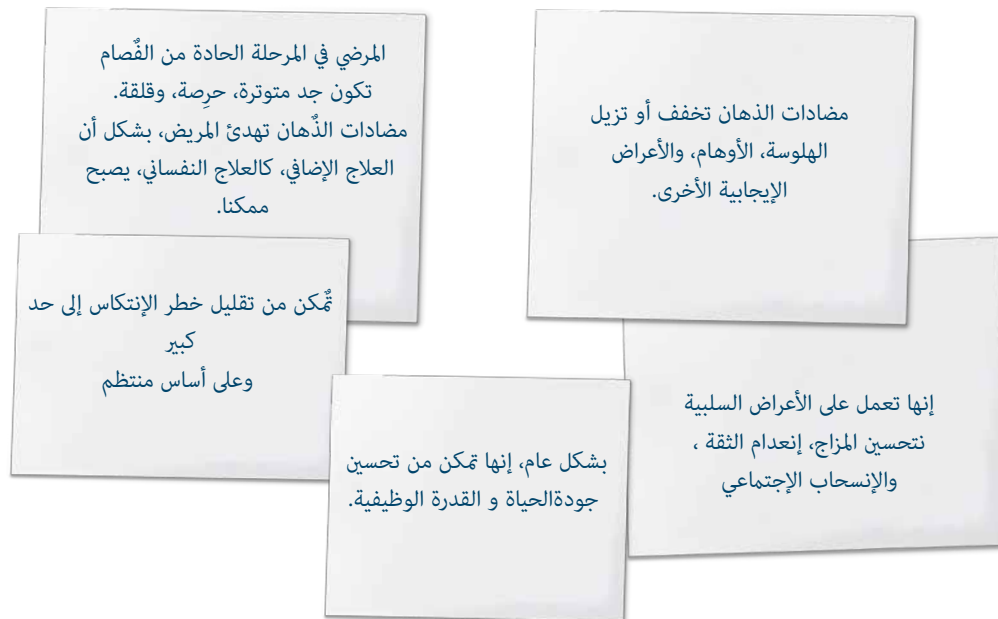 المرضي في المرحلة الحادة من الفٌصام
تكون جد متوترة، حرِصة، وقلقة.
مضادات الذٌهان تهدئ المريض، بشكل أن
العلاج الإضافي، كالعلاج النفساني، يصبح
ممكنا.
مضادات الذهان تخفف أو تزيل
الهلوسة، الأوهام، والأعراض
الإيجابية الأخرى.
تٌمكن من تقليل خطر الإنتكاس إلى حد
كبير
وعلى أساس منتظم
إنها تعمل على الأعراض السلبية
نتحسين المزاج، إنعدام الثقة ،
والإنسحاب الإجتماعي
بشكل عام، إنها تمكن من تحسين
جودةالحياة و القدرة الوظيفية.